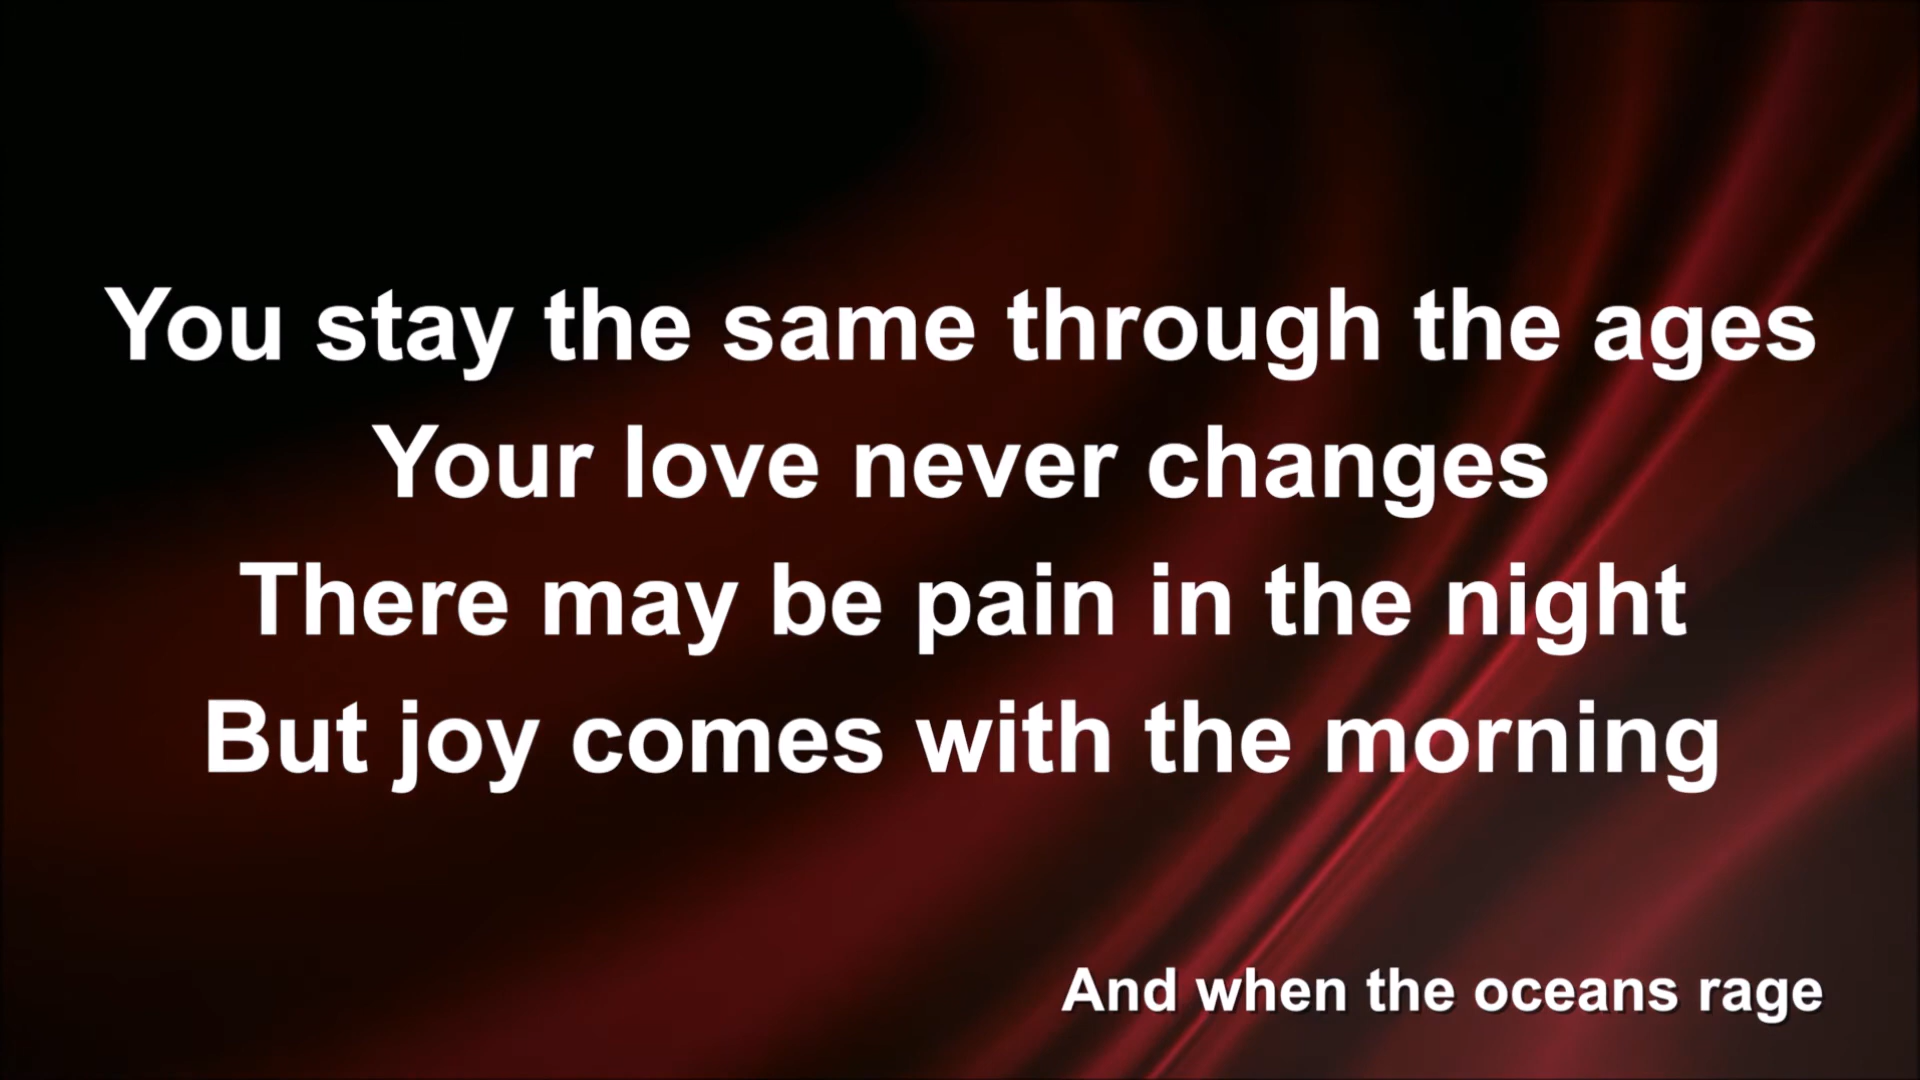 You stay the same through the ages
Your love never changes
There may be pain in the night
But joy comes with the morning
And when the oceans rage